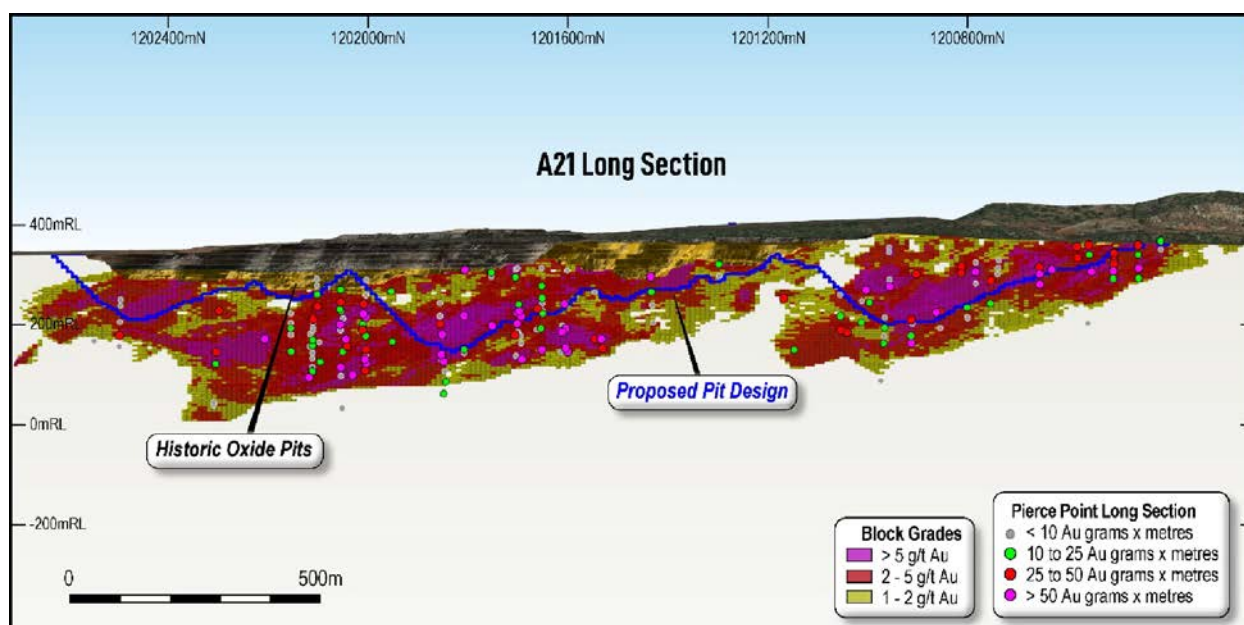 1202400mN 1202000mN 1201600mN 1201200mN 1200800mN
A21 Long Section
400mRL
200mRL
Proposed Pit Design
0mRL
Historic Oxide Pits
-200mRL
0 500m
Block Grades
> 5 g/t Au
2 - 5 g/t Au
1 - 2 g/t Au
Pierce Point Long Section
< 10 Au grams x metres
10 to 25 Au grams x metres
25 to 50 Au grams x metres
> 50 Au grams x metres